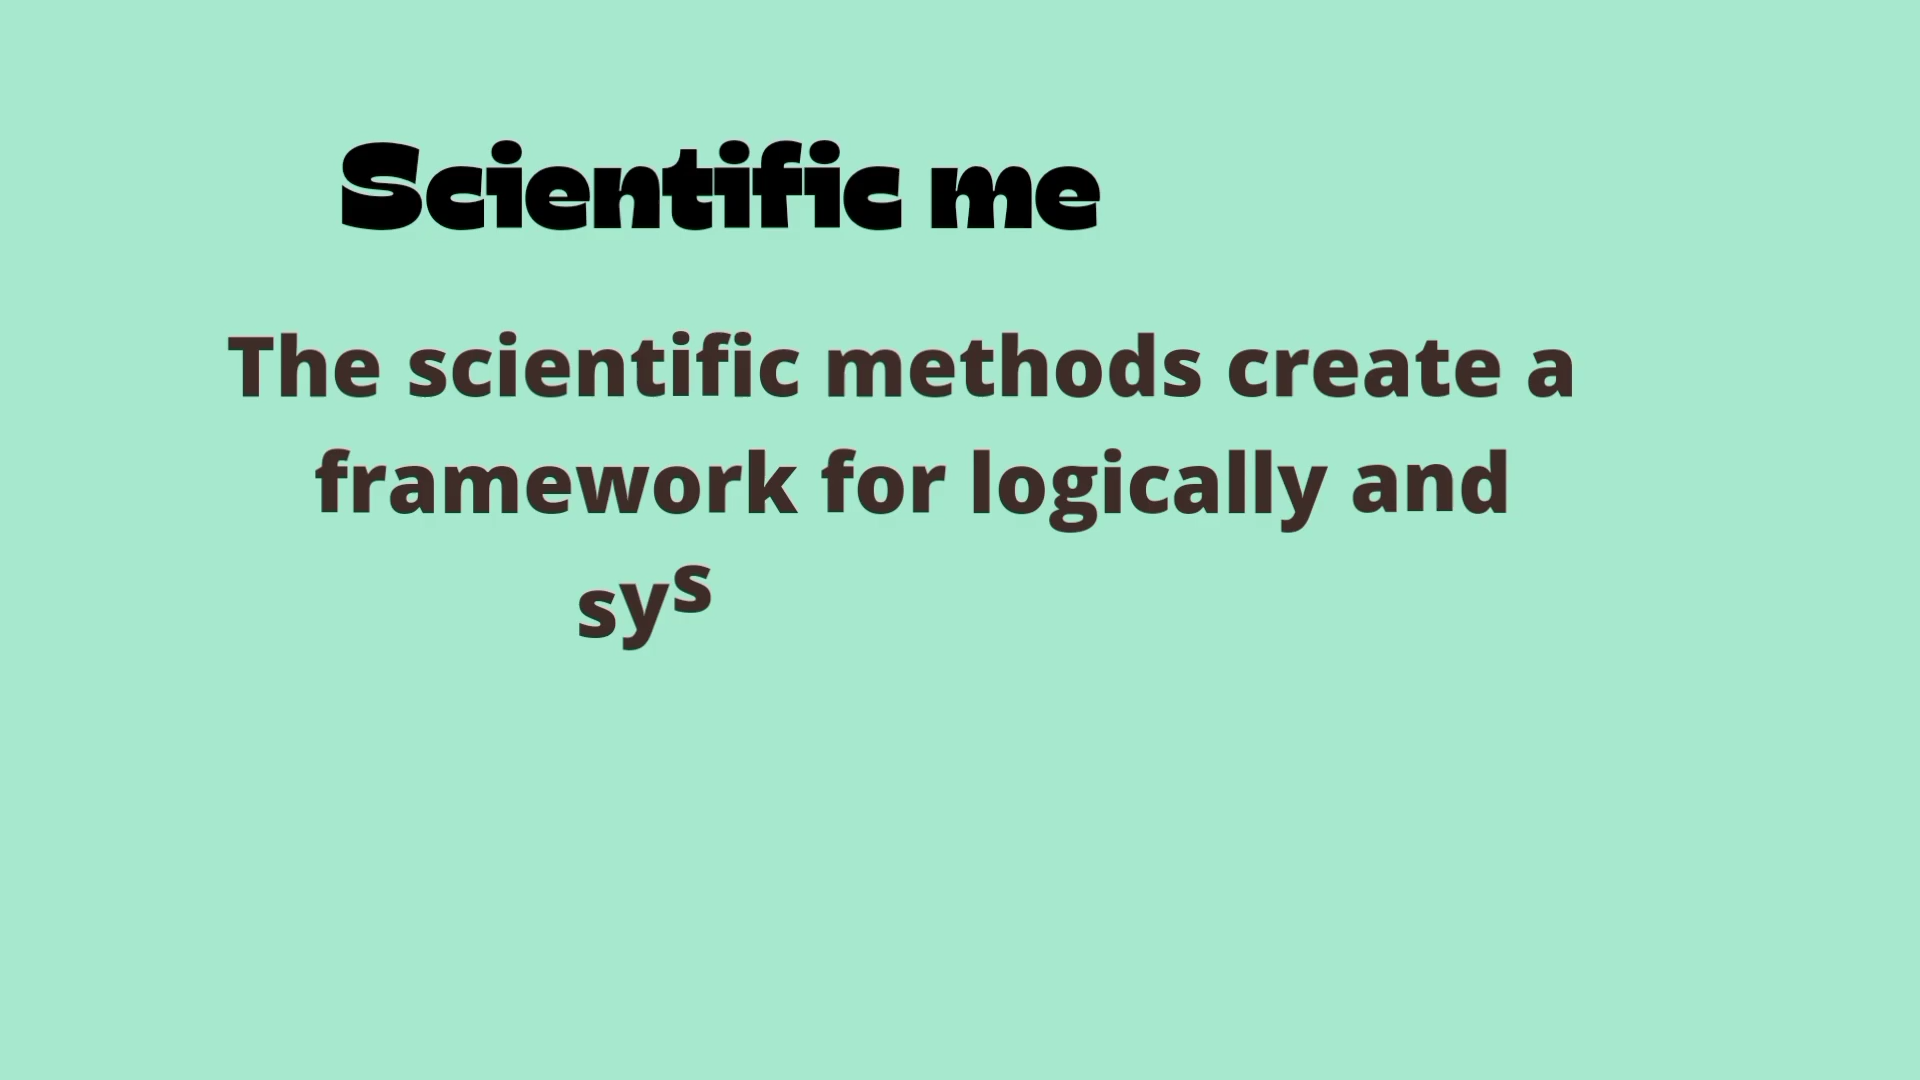 Scientific me
The scientific methods create a
framework for logically and
sys